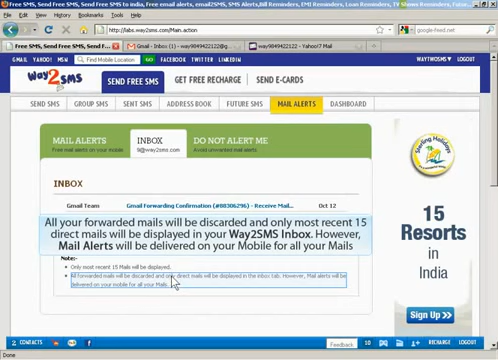 Free SMS, Send Free SMS, Send Free SMS to india, Free email alerts, email2SMS, SMS Alerts, Bill Reminders, EMI Reminders, Loan Reminders, TV
File Edit View History Bookmarks Tools Help
http://labs.way2sms.com/Main.action
google-feed.net
Free SMS, Send Free SMS, Send F...
Gmail - Inbox (1) - way9849422122@g...
way9849422122 - Yahoo!7 Mail
GMAIL YAHOO! MSN
Find Mobile Location
GO
FACEBOOK TWITTER LINKEDIN
WAYTWOSMS LOGOUT
Way2SMS
SEND FREE SMS
GET FREE RECHARGE
SEND E-CARDS
SEND SMS
GROUP SMS
SENT SMS
ADDRESS BOOK
FUTURE SMS
MAIL ALERTS
DASHBOARD
MAIL ALERTS
Free mail alerts on your mobile
INBOX
DO NOT ALERT ME
Avoid unwanted mail alerts
INBOX
Gmail Team
Gmail Forwarding Confirmation (#88306296) - Receive Mail...
Oct 12
All your forwarded mails will be discarded and only most recent 15
direct mails will be displayed in your Way2SMS Inbox. However,
Mail Alerts will be delivered on your Mobile for all your Mails
Note:-
Only most recent 15 Mails will be displayed.
All forwarded mails will be discarded and only direct mails will be displayed in the inbox tab. However, Mail alerts will be
delivered on your mobile for all your Mails.
Sterling Holidays
15
Resorts
in
India
Sign Up >>
2 CONTACTS
Feedback
10
RECHARGE
LOGOUT
Done